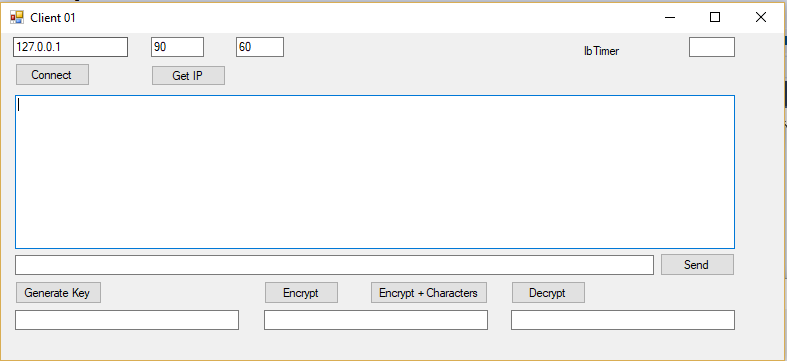 Client 01
127.0.0.1 90 60 lbTimer
Connect Get IP
Send
Generate Key Encrypt Encrypt + Characters Decrypt